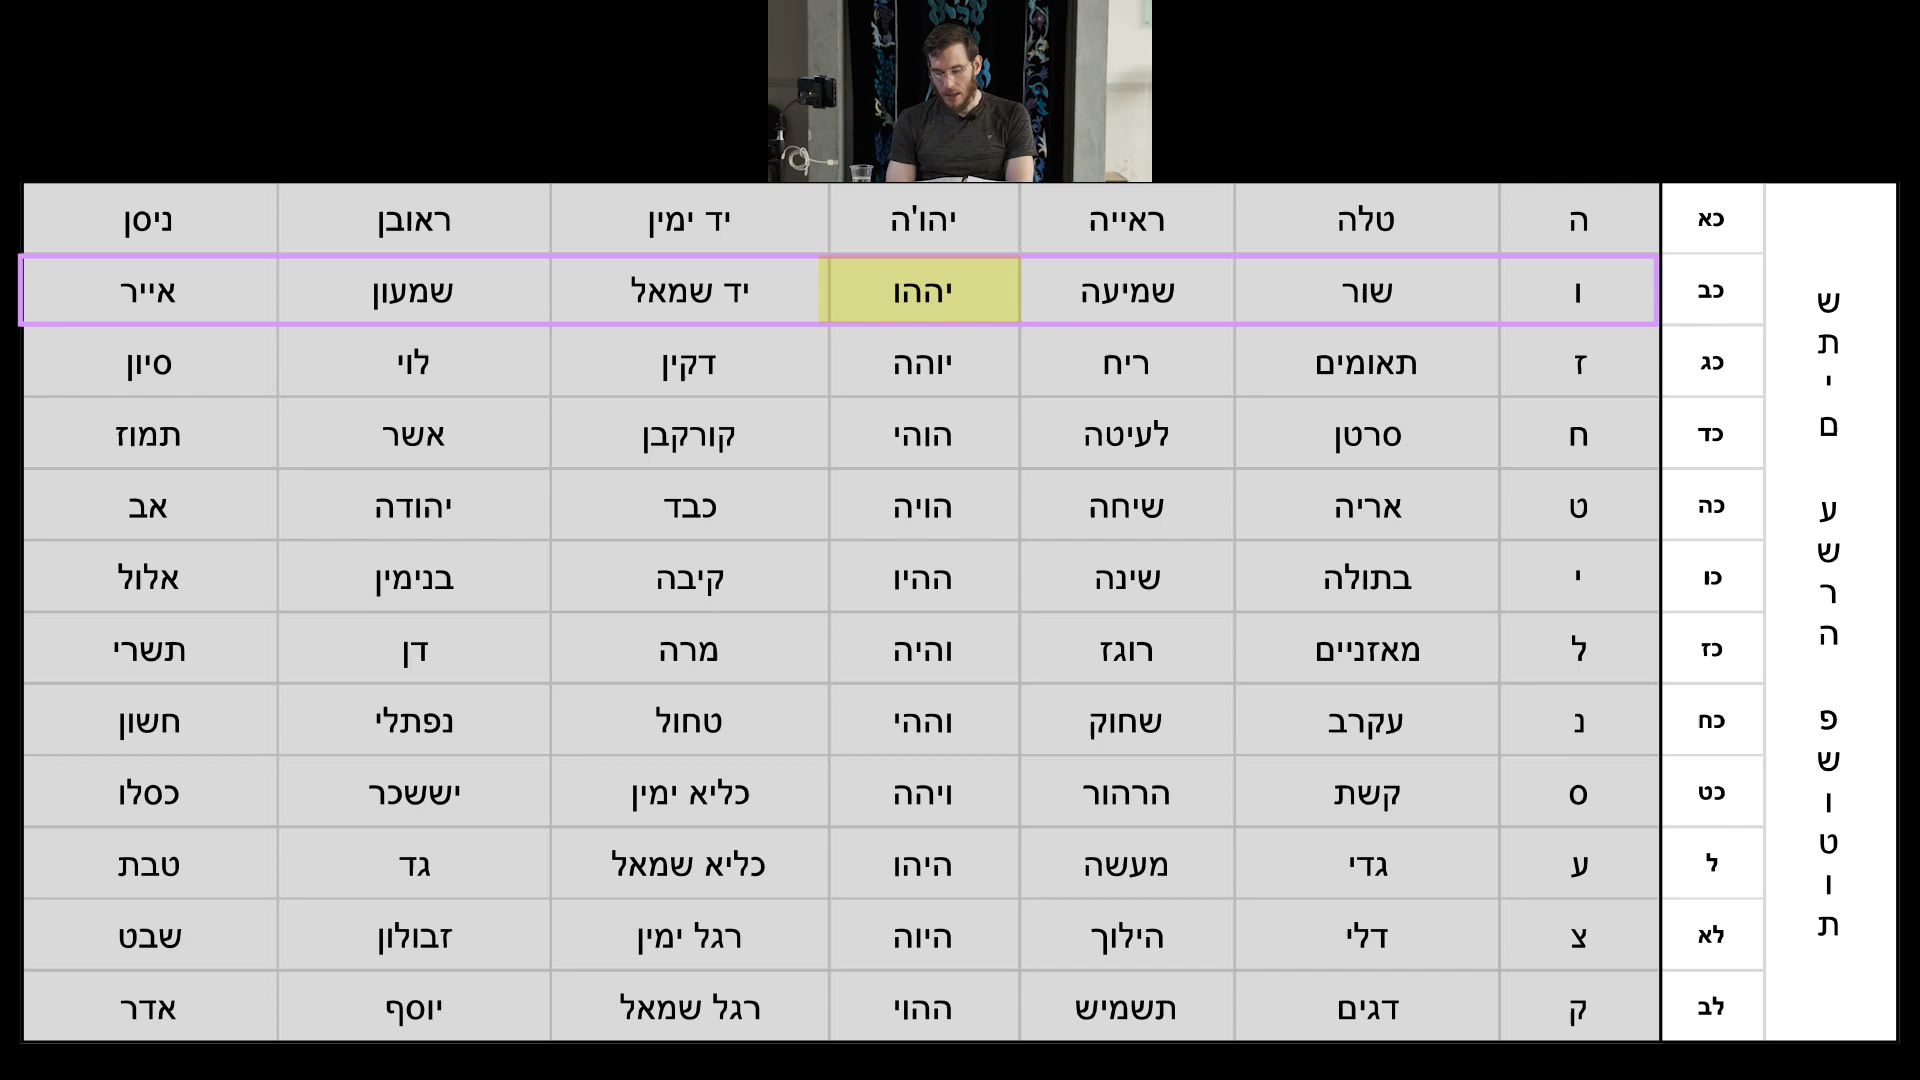 שתים עשרה פשוטות
כא ה טלה ראייה יהו'ה יד ימין ראובן ניסן
כב ו שור שמיעה יההו יד שמאל שמעון אייר
כג ז תאומים ריח יוהה דקין לוי סיון
כד ח סרטן לעיטה הוהי קורקבן אשר תמוז
כה ט אריה שיחה הויה כבד יהודה אב
כו י בתולה שינה ההיו קיבה בנימין אלול
כז ל מאזניים רוגז והיה מרה דן תשרי
כח נ עקרב שחוק וההי טחול נפתלי חשון
כט ס קשת הרהור ויהה כליא ימין יששכר כסלו
ל ע גדי מעשה היהו כליא שמאל גד טבת
לא צ דלי הילוך היוה רגל ימין זבולון שבט
לב ק דגים תשמיש ההוי רגל שמאל יוסף אדר